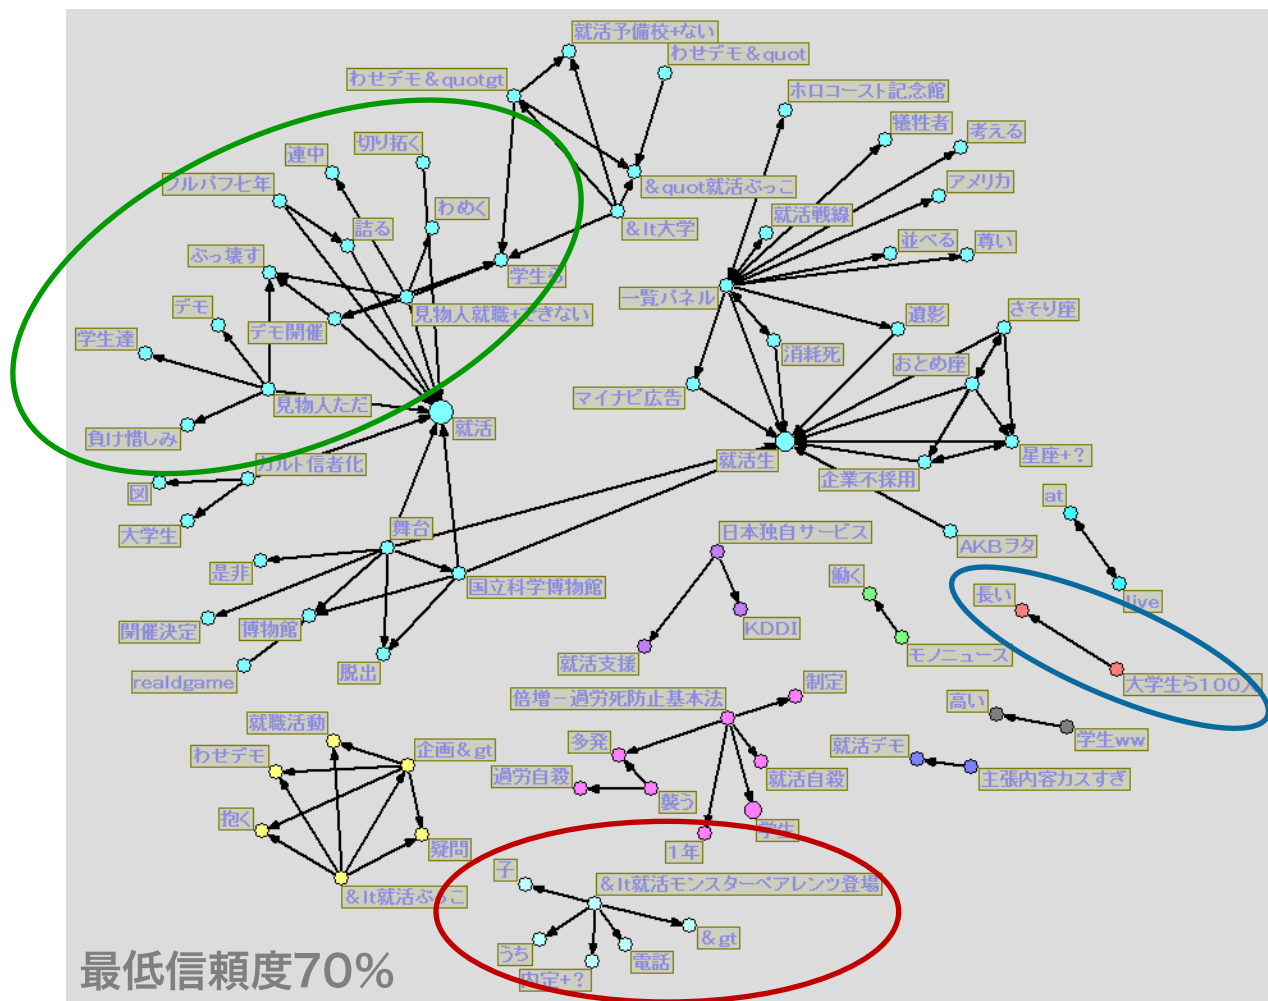 就活予備校+ない
わせデモ&quot
わせデモ&quotgt
ホロコースト記念館
犠牲者
考える
切り拓く
連中
フルバフ七年
&quot就活ぶっこ
アメリカ
わめく
&lt大学
就活戦線
詰る
並べる
尊い
ぶっ壊す
学生ら
一覧パネル
デモ
デモ開催
見物人就職+できない
遺影
さそり座
学生達
消耗死
おとめ座
見物人ただ
マイナビ広告
負け惜しみ
就活
カルト信者化
就活生
星座+?
図
企業不採用
at
大学生
舞台
日本独自サービス
AKBヲタ
是非
国立科学博物館
働く
長い
live
開催決定
博物館
KDDI
モノニュース
就活支援
realdgame
脱出
大学生ら100人
倍増-過労死防止基本法
制定
高い
就職活動
学生ww
わせデモ
企画&gt
多発
就活デモ
過労自殺
就活自殺
主張内容カスすぎ
襲う
抱く
学生
疑問
1年
子
&lt就活モンスターペアレンツ登場
&lt就活ぶっこ
うち
&gt
電話
内定+?
最低信頼度70%